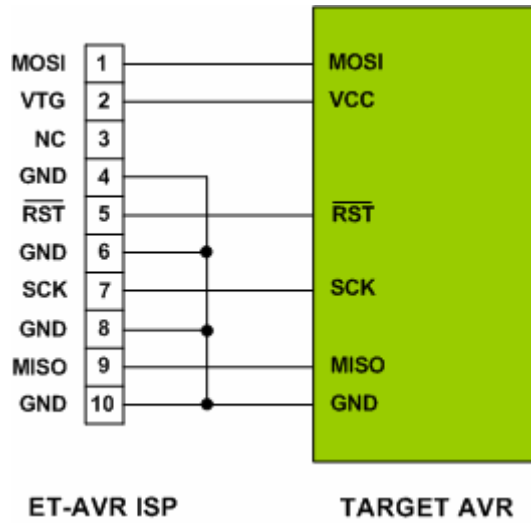 MOSI 1 MOSI
VTG 2 VCC
NC 3
GND 4
RST 5 RST
GND 6
SCK 7 SCK
GND 8
MISO 9 MISO
GND 10 GND
ET-AVR ISP TARGET AVR